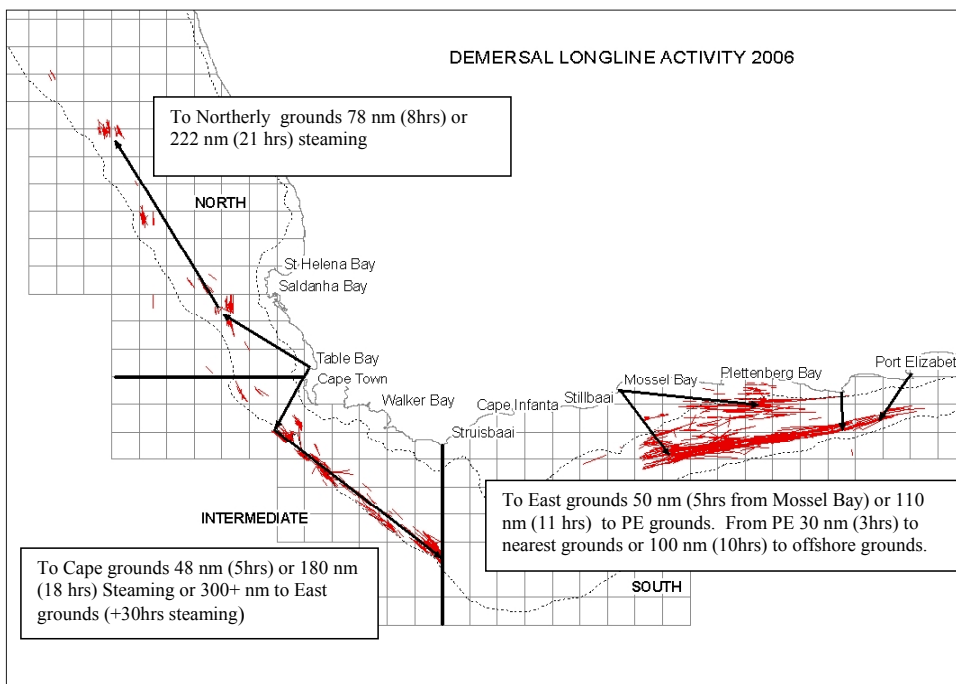 DEMERSAL LONGLINE ACTIVITY 2006
To Northerly grounds 78 nm (8hrs) or
222 nm (21 hrs) steaming
NORTH
St Helena Bay
Saldanha Bay
Table Bay
Cape Town
Walker Bay
Cape Infanta
Struisbaai
Stillbaai
Mossel Bay
Plettenberg Bay
Port Elizabet
To East grounds 50 nm (5hrs from Mossel Bay) or 110
nm (11 hrs) to PE grounds. From PE 30 nm (3hrs) to
nearest grounds or 100 nm (10hrs) to offshore grounds.
INTERMEDIATE
SOUTH
To Cape grounds 48 nm (5hrs) or 180 nm
(18 hrs) Steaming or 300+ nm to East
grounds (+30hrs steaming)